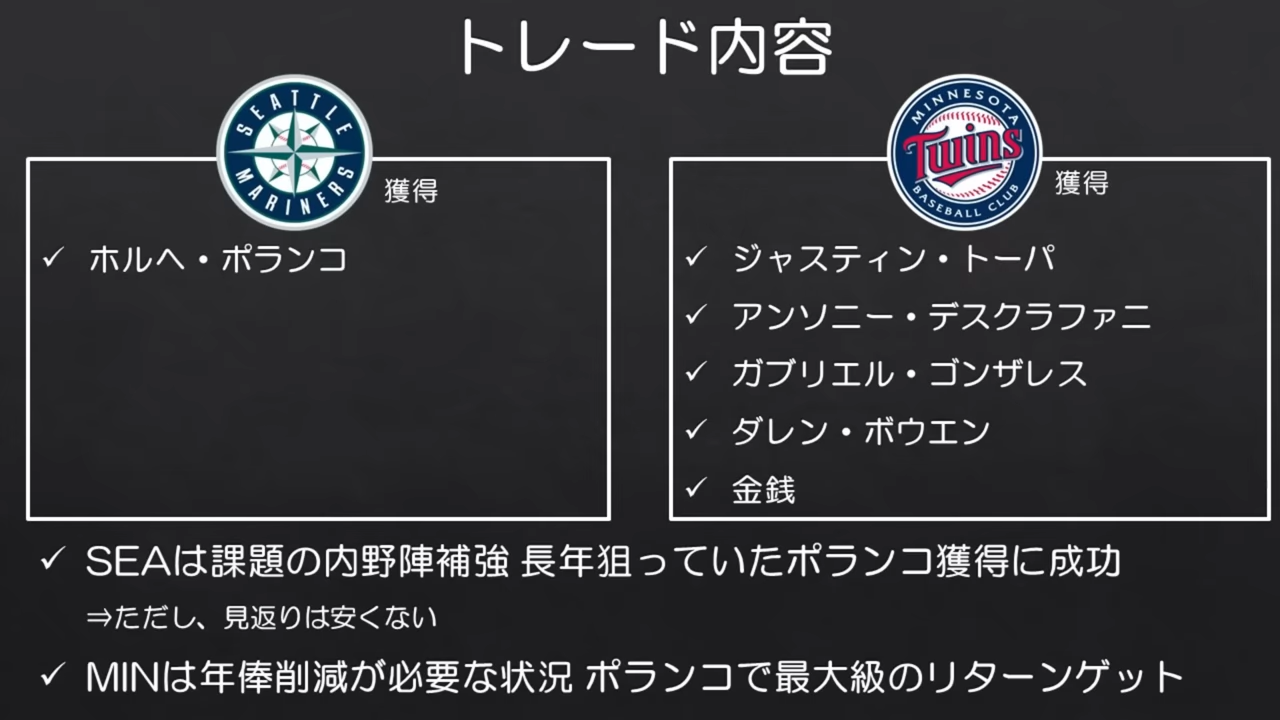 トレード内容
SEATTLE
MARINERS
獲得
✓ ホルヘ・ポランコ
MINNESOTA
Twins
BASEBALL CLUB
獲得
✓ ジャスティン・トーパ
✓ アンソニー・デスクラファニ
✓ ガブリエル・ゴンザレス
✓ ダレン・ボウエン
✓ 金銭
✓ SEAは課題の内野陣補強 長年狙っていたポランコ獲得に成功
⇒ただし、見返りは安くない
✓ MINは年俸削減が必要な状況 ポランコで最大級のリターンゲット